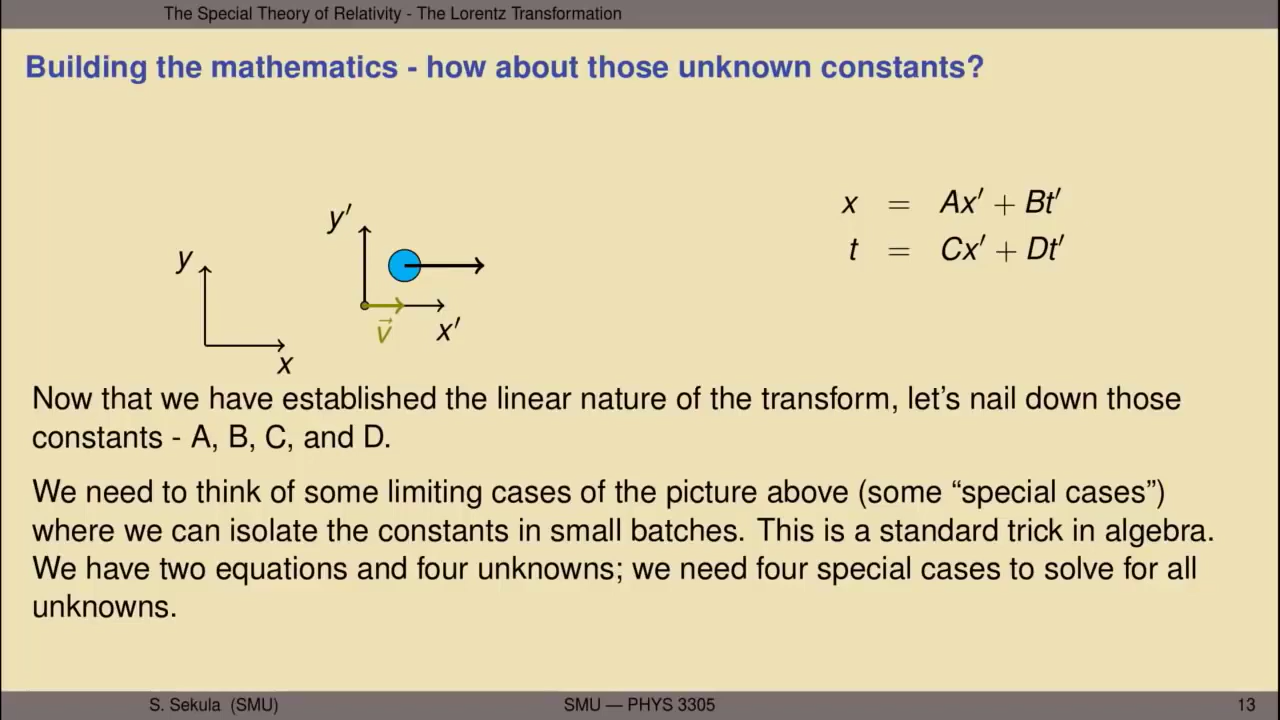 The Special Theory of Relativity - The Lorentz Transformation
Building the mathematics - how about those unknown constants?
x = Ax′ + Bt′
t = Cx′ + Dt′
y′
y
v⃗
x′
x
Now that we have established the linear nature of the transform, let's nail down those
constants - A, B, C, and D.
We need to think of some limiting cases of the picture above (some “special cases”)
where we can isolate the constants in small batches. This is a standard trick in algebra.
We have two equations and four unknowns; we need four special cases to solve for all
unknowns.
S. Sekula (SMU)
SMU — PHYS 3305
13